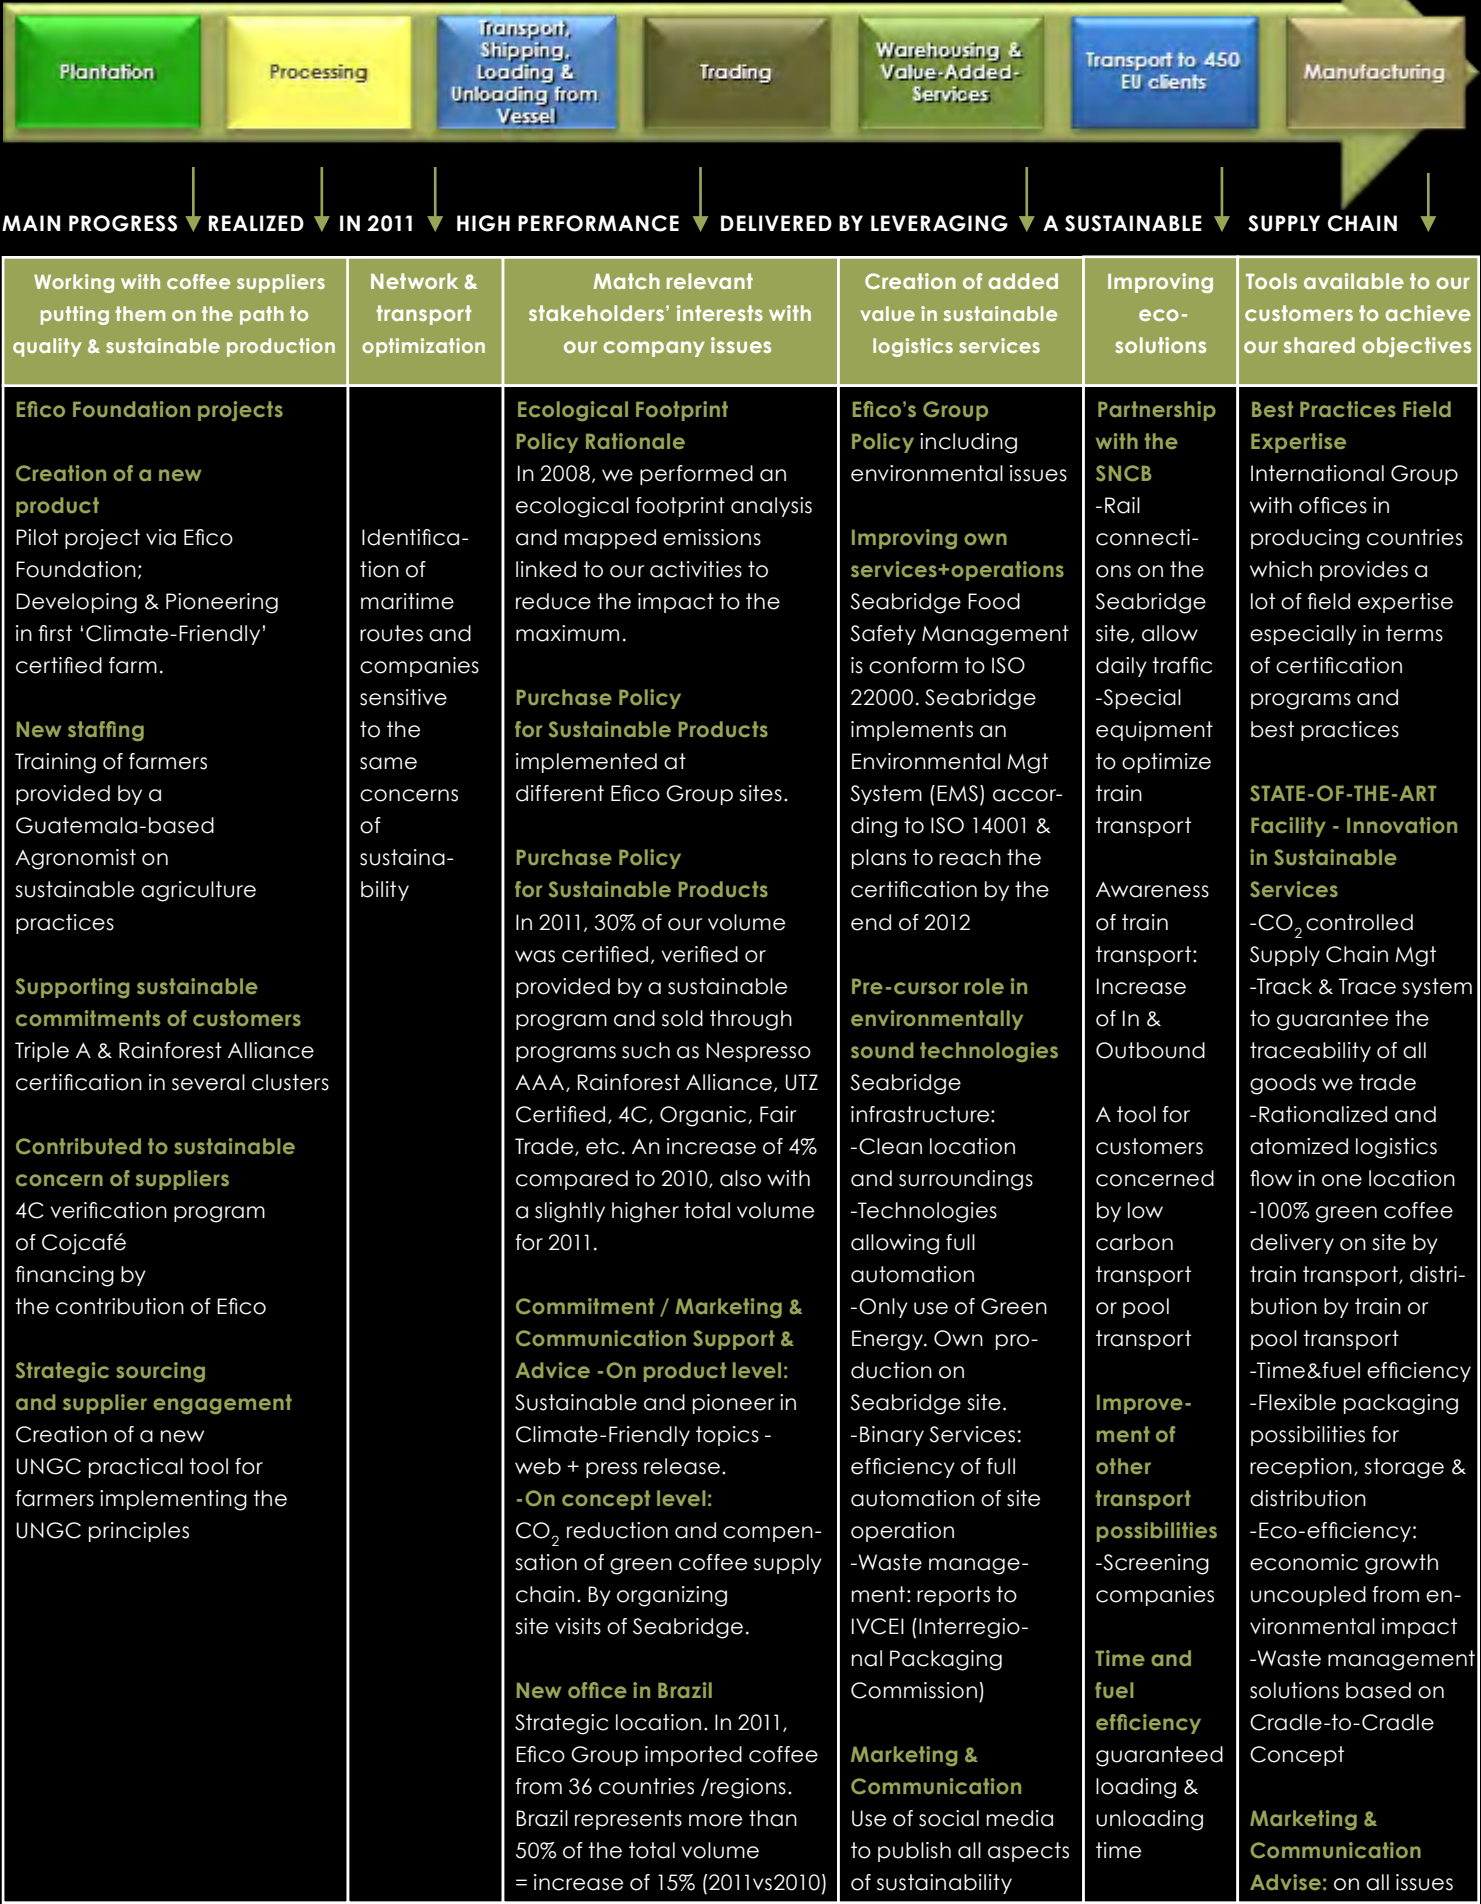 Plantation
Processing
Transport,
Shipping,
Loading &
Unloading from
Vessel
Trading
Warehousing &
Value-Added-
Services
Transport to 450
EU clients
Manufacturing
MAIN PROGRESS REALIZED IN 2011 HIGH PERFORMANCE DELIVERED BY LEVERAGING A SUSTAINABLE SUPPLY CHAIN
Working with coffee suppliers
putting them on the path to
quality & sustainable production
Network &
transport
optimization
Match relevant
stakeholders’ interests with
our company issues
Creation of added
value in sustainable
logistics services
Improving
eco-
solutions
Tools available to our
customers to achieve
our shared objectives
Efico Foundation projects
Creation of a new
product
Pilot project via Efico
Foundation;
Developing & Pioneering
in first ‘Climate-Friendly’
certified farm.
New staffing
Training of farmers
provided by a
Guatemala-based
Agronomist on
sustainable agriculture
practices
Supporting sustainable
commitments of customers
Triple A & Rainforest Alliance
certification in several clusters
Contributed to sustainable
concern of suppliers
4C verification program
of Cojcafé
financing by
the contribution of Efico
Strategic sourcing
and supplier engagement
Creation of a new
UNGC practical tool for
farmers implementing the
UNGC principles
Identifica-
tion of
maritime
routes and
companies
sensitive
to the
same
concerns
of
sustaina-
bility
Ecological Footprint
Policy Rationale
In 2008, we performed an
ecological footprint analysis
and mapped emissions
linked to our activities to
reduce the impact to the
maximum.
Purchase Policy
for Sustainable Products
implemented at
different Efico Group sites.
Purchase Policy
for Sustainable Products
In 2011, 30% of our volume
was certified, verified or
provided by a sustainable
program and sold through
programs such as Nespresso
AAA, Rainforest Alliance, UTZ
Certified, 4C, Organic, Fair
Trade, etc. An increase of 4%
compared to 2010, also with
a slightly higher total volume
for 2011.
Commitment / Marketing &
Communication Support &
Advice -On product level:
Sustainable and pioneer in
Climate-Friendly topics -
web + press release.
-On concept level:
CO2 reduction and compen-
sation of green coffee supply
chain. By organizing
site visits of Seabridge.
New office in Brazil
Strategic location. In 2011,
Efico Group imported coffee
from 36 countries /regions.
Brazil represents more than
50% of the total volume
= increase of 15% (2011vs2010)
Efico’s Group
Policy including
environmental issues
Improving own
services+operations
Seabridge Food
Safety Management
is conform to ISO
22000. Seabridge
implements an
Environmental Mgt
System (EMS) accor-
ding to ISO 14001 &
plans to reach the
certification by the
end of 2012
Pre-cursor role in
environmentally
sound technologies
Seabridge
infrastructure:
-Clean location
and surroundings
-Technologies
allowing full
automation
-Only use of Green
Energy. Own pro-
duction on
Seabridge site.
-Binary Services:
efficiency of full
automation of site
operation
-Waste manage-
ment: reports to
IVCEI (Interregio-
nal Packaging
Commission)
Marketing &
Communication
Use of social media
to publish all aspects
of sustainability
Partnership
with the
SNCB
-Rail
connecti-
ons on the
Seabridge
site, allow
daily traffic
-Special
equipment
to optimize
train
transport
Awareness
of train
transport:
Increase
of In &
Outbound
A tool for
customers
concerned
by low
carbon
transport
or pool
transport
Improve-
ment of
other
transport
possibilities
-Screening
companies
Time and
fuel
efficiency
guaranteed
loading &
unloading
time
Best Practices Field
Expertise
International Group
with offices in
producing countries
which provides a
lot of field expertise
especially in terms
of certification
programs and
best practices
STATE-OF-THE-ART
Facility - Innovation
in Sustainable
Services
-CO2 controlled
Supply Chain Mgt
-Track & Trace system
to guarantee the
traceability of all
goods we trade
-Rationalized and
atomized logistics
flow in one location
-100% green coffee
delivery on site by
train transport, distri-
bution by train or
pool transport
-Time&fuel efficiency
-Flexible packaging
possibilities for
reception, storage &
distribution
-Eco-efficiency:
economic growth
uncoupled from en-
vironmental impact
-Waste management
solutions based on
Cradle-to-Cradle
Concept
Marketing &
Communication
Advise: on all issues